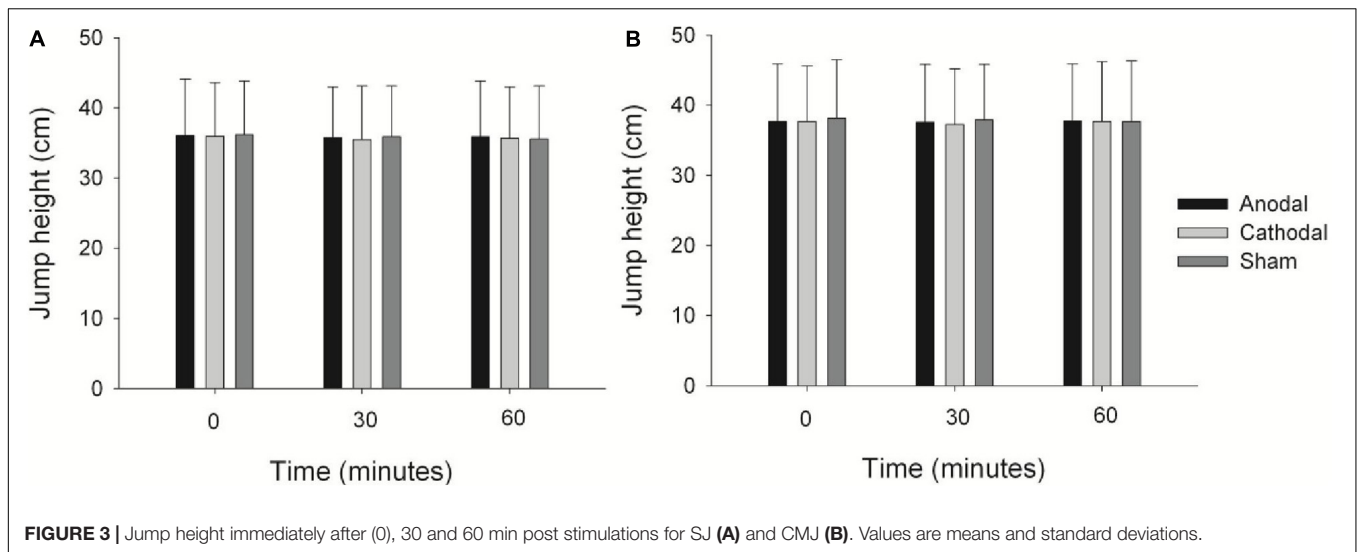 A
50
40
30
20
10
0
Jump height (cm)
0 30 60
Time (minutes)
B
50
40
30
20
10
0
Jump height (cm)
0 30 60
Time (minutes)
Anodal
Cathodal
Sham
FIGURE 3 | Jump height immediately after (0), 30 and 60 min post stimulations for SJ (A) and CMJ (B). Values are means and standard deviations.